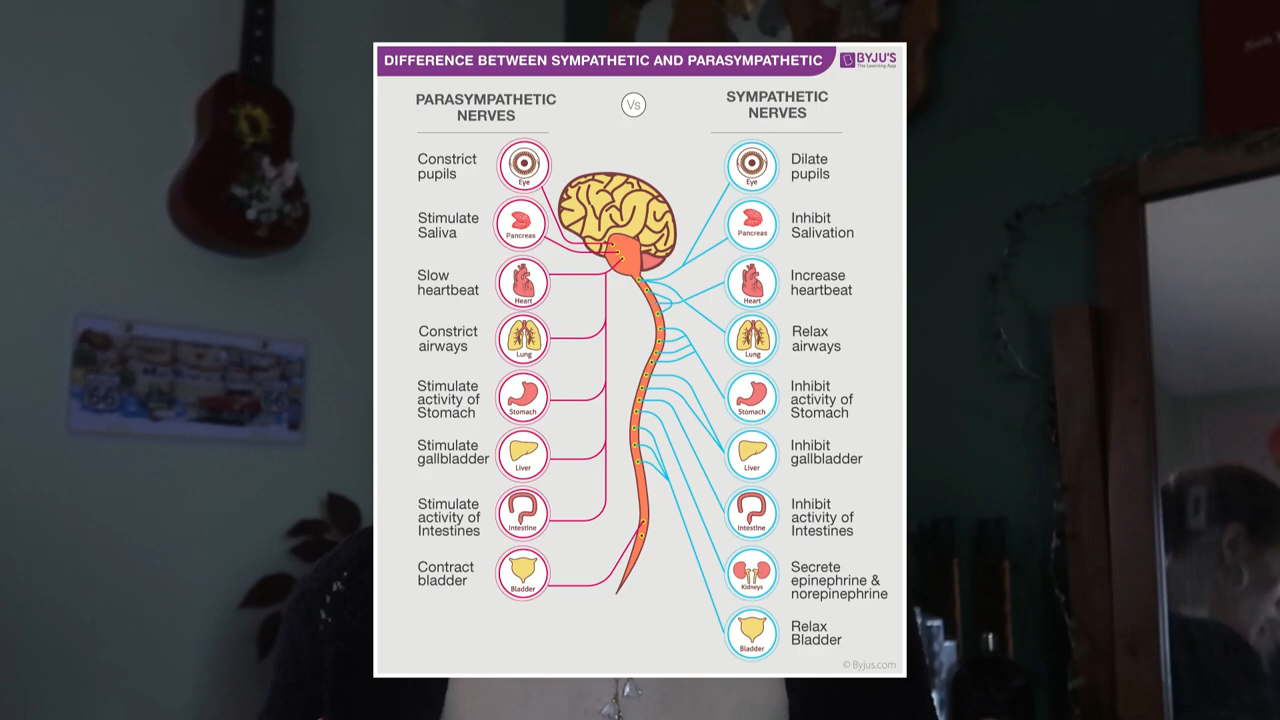 DIFFERENCE BETWEEN SYMPATHETIC AND PARASYMPATHETIC
BYJU'S
The Learning App
PARASYMPATHETIC
NERVES
Vs
SYMPATHETIC
NERVES
Constrict
pupils
Eye
Stimulate
Saliva
Pancreas
Slow
heartbeat
Heart
Constrict
airways
Lung
Stimulate
activity of
Stomach
Stomach
Stimulate
gallbladder
Liver
Stimulate
activity of
Intestines
Intestine
Contract
bladder
Bladder
Eye
Dilate
pupils
Pancreas
Inhibit
Salivation
Heart
Increase
heartbeat
Lung
Relax
airways
Stomach
Inhibit
activity of
Stomach
Liver
Inhibit
gallbladder
Intestine
Inhibit
activity of
Intestines
Kidneys
Secrete
epinephrine &
norepinephrine
Bladder
Relax
Bladder
© Byjus.com
66